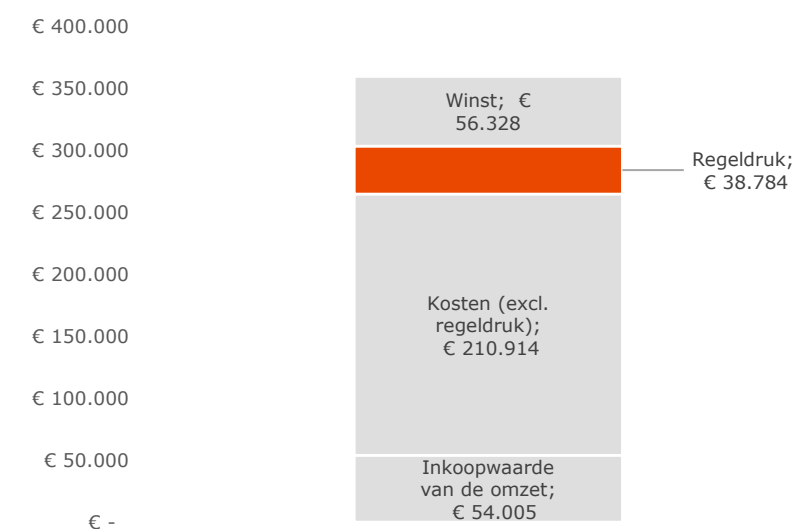 € 400.000
€ 350.000
€ 300.000
€ 250.000
€ 200.000
€ 150.000
€ 100.000
€ 50.000
€ -
Winst; €
56.328
Regeldruk;
€ 38.784
Kosten (excl.
regeldruk);
€ 210.914
Inkoopwaarde
van de omzet;
€ 54.005